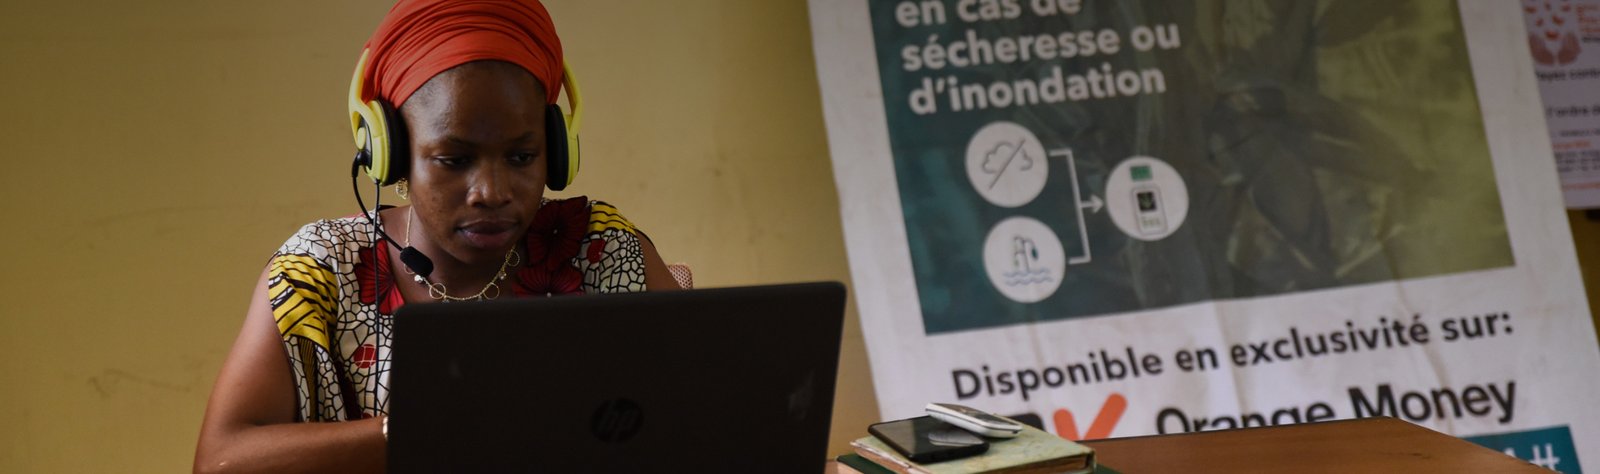 en cas de
sécheresse ou
d'inondation
Disponible en exclusivité sur:
Orange Money
hp